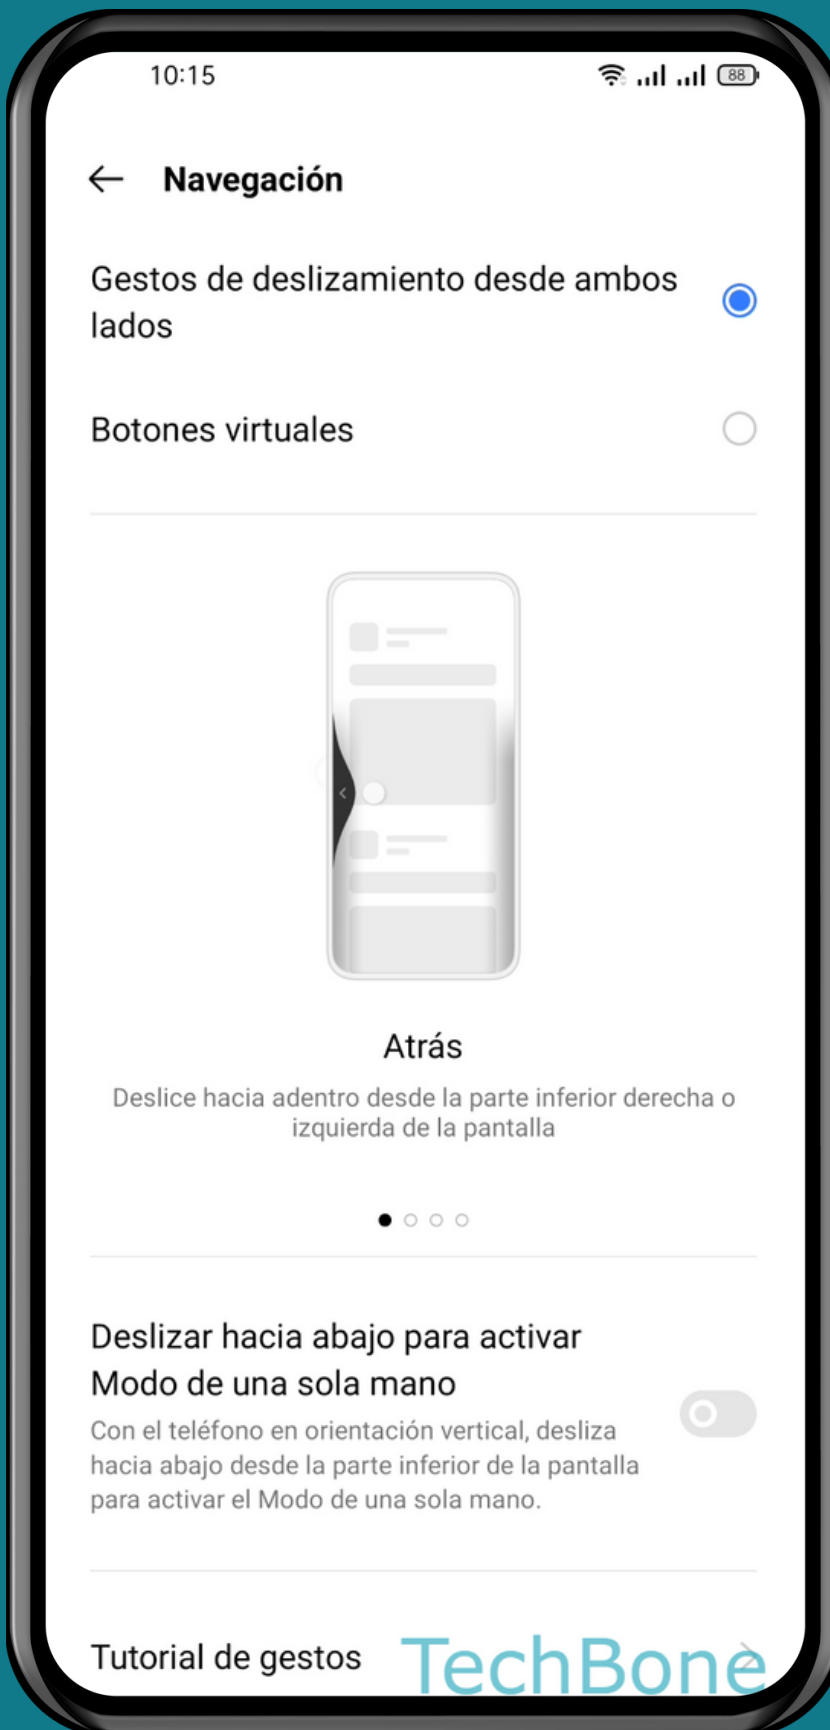 10:15
88
Navegación
Gestos de deslizamiento desde ambos
lados
Botones virtuales
Atrás
Deslice hacia adentro desde la parte inferior derecha o
izquierda de la pantalla
Deslizar hacia abajo para activar
Modo de una sola mano
Con el teléfono en orientación vertical, desliza
hacia abajo desde la parte inferior de la pantalla
para activar el Modo de una sola mano.
Tutorial de gestos
TechBone